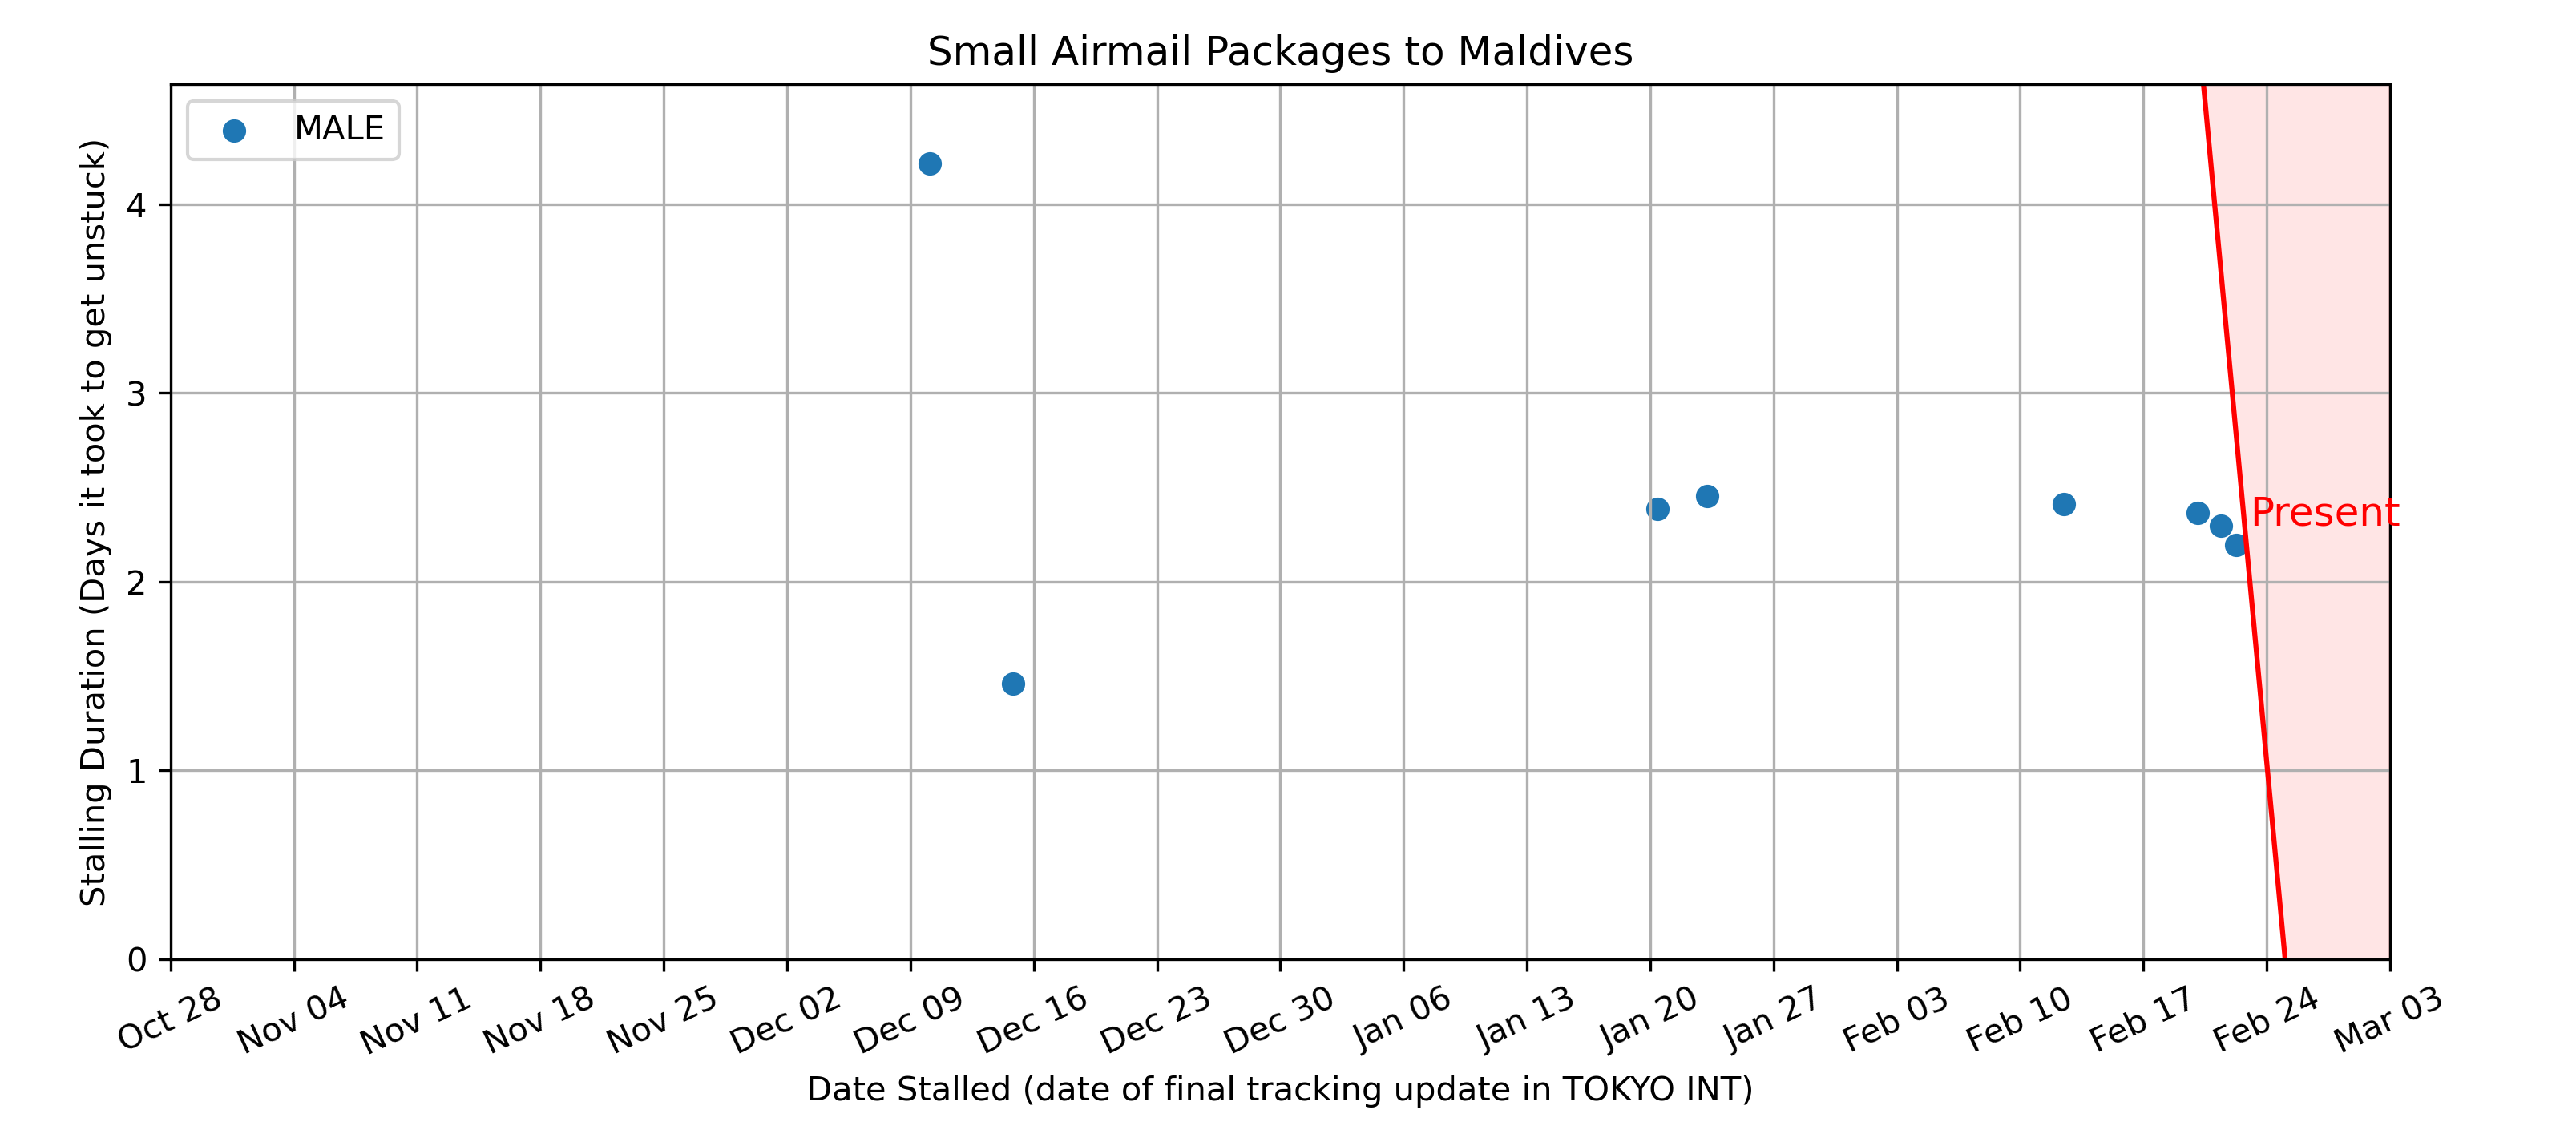 Small Airmail Packages to Maldives
MALE
Stalling Duration (Days it took to get unstuck)
4
3
2
1
0
Present
Oct 28
Nov 04
Nov 11
Nov 18
Nov 25
Dec 02
Dec 09
Dec 16
Dec 23
Dec 30
Jan 06
Jan 13
Jan 20
Jan 27
Feb 03
Feb 10
Feb 17
Feb 24
Mar 03
Date Stalled (date of final tracking update in TOKYO INT)